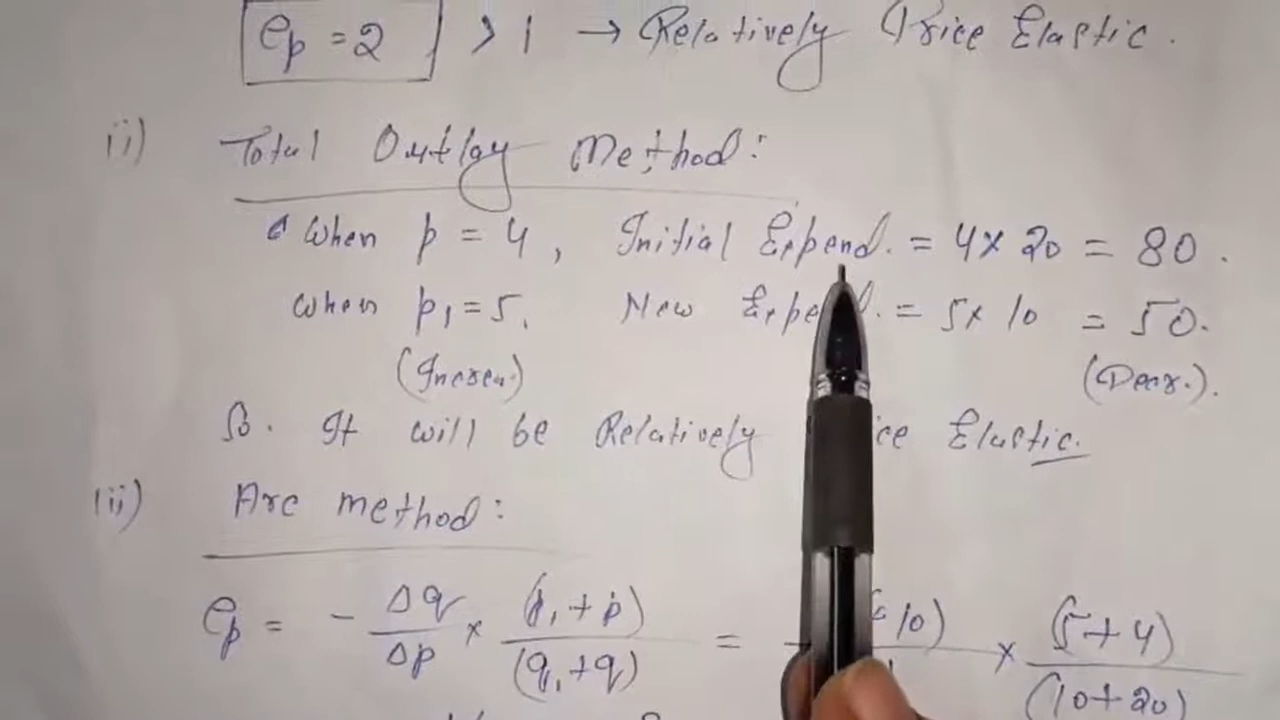 ep = 2 > 1 → Relatively Price Elastic.
ii) Total Outlay Method:
When p = 4, Initial Expend. = 4 × 20 = 80.
When p₁ = 5. New Expend. = 5 × 10 = 50.
(Increa.) (Decr.).
So. It will be Relatively Elastic.
iii) Arc method:
ep = - Δq/Δp × (p₁ + p)/(q₁ + q) = 10) × (5 + 4)/(10 + 20)